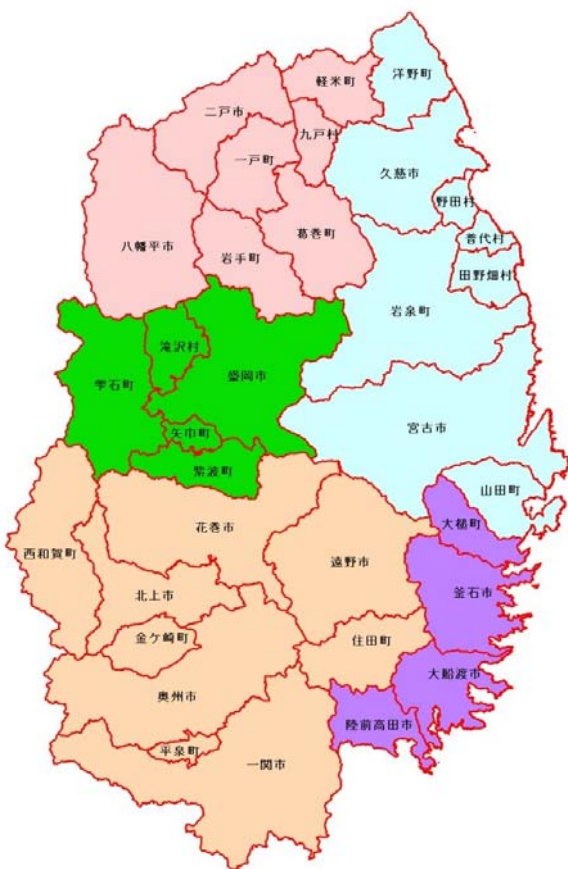 洋野町
軽米町
二戸市
九戸村
一戸町
久慈市
野田村
葛巻町
普代村
八幡平市
岩手町
田野畑村
岩泉町
滝沢村
盛岡市
雫石町
宮古市
矢巾町
紫波町
山田町
花巻市
大槌町
西和賀町
遠野市
釜石市
北上市
金ケ崎町
住田町
大船渡市
奥州市
陸前高田市
平泉町
一関市